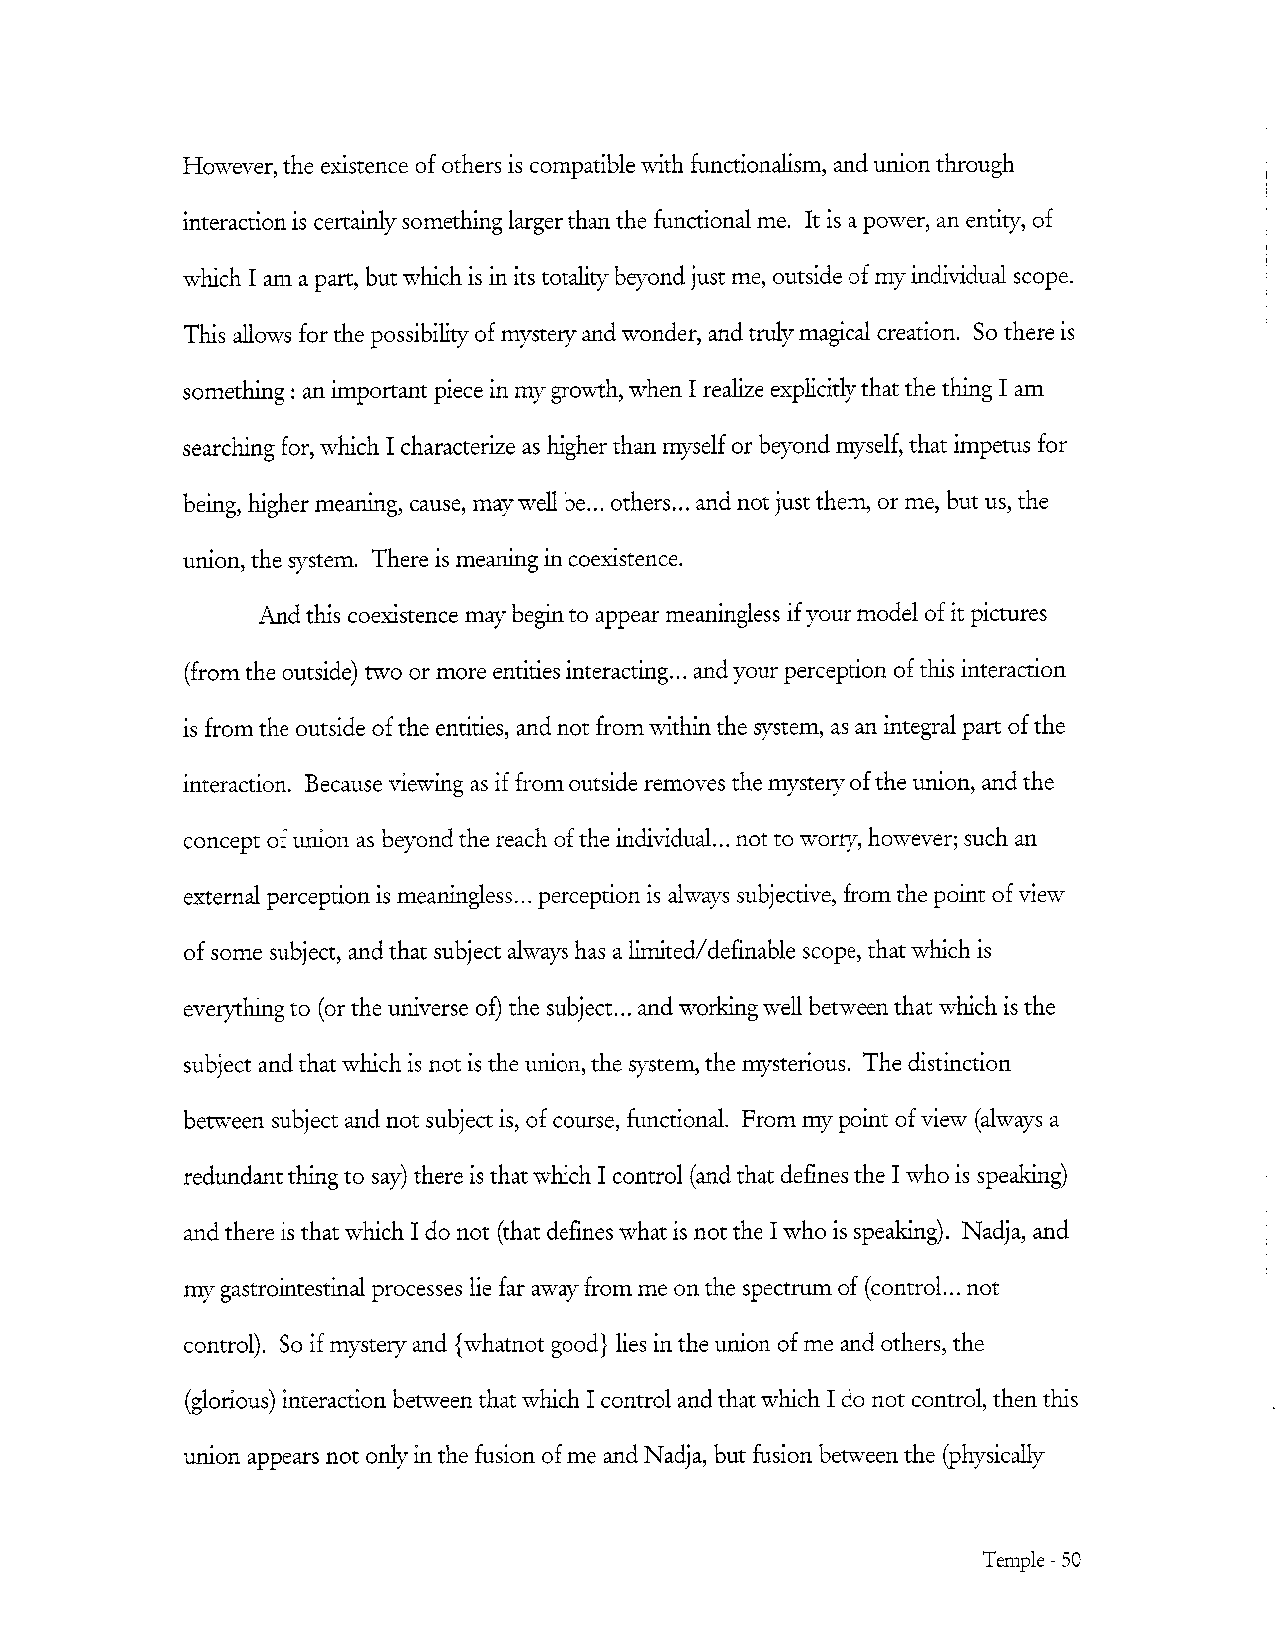 However, the existence of others is compatible with functionalism, and union through
interaction is certainly something larger than the functional me.  It is a power, an entity, of
which I am a part, but which is in its totality beyond just me, outside of my individual scope.
This allows for the possibility of mystery and wonder, and truly magical creation.  So there is
something : an important piece in my growth, when I realize explicitly that the thing I am
searching for, which I characterize as higher than myself or beyond myself, that impetus for
being, higher meaning, cause, may well be... others... and not just them, or me, but us, the
union, the system.  There is meaning in coexistence.
And this coexistence may begin to appear meaningless if your model of it pictures
(from the outside) two or more entities interacting... and your perception of this interaction
is from the outside of the entities, and not from within the system, as an integral part of the
interaction.  Because viewing as if from outside removes the mystery of the union, and the
concept of union as beyond the reach of the individual... not to worry, however; such an
external perception is meaningless... perception is always subjective, from the point of view
of some subject, and that subject always has a limited/definable scope, that which is
everything to (or the universe of) the subject... and working well between that which is the
subject and that which is not is the union, the system, the mysterious.  The distinction
between subject and not subject is, of course, functional.  From my point of view (always a
redundant thing to say) there is that which I control (and that defines the I who is speaking)
and there is that which I do not (that defines what is not the I who is speaking).  Nadja, and
my gastrointestinal processes lie far away from me on the spectrum of (control... not
control).  So if mystery and {whatnot good} lies in the union of me and others, the
(glorious) interaction between that which I control and that which I do not control, then this
union appears not only in the fusion of me and Nadja, but fusion between the (physically
Temple - 50